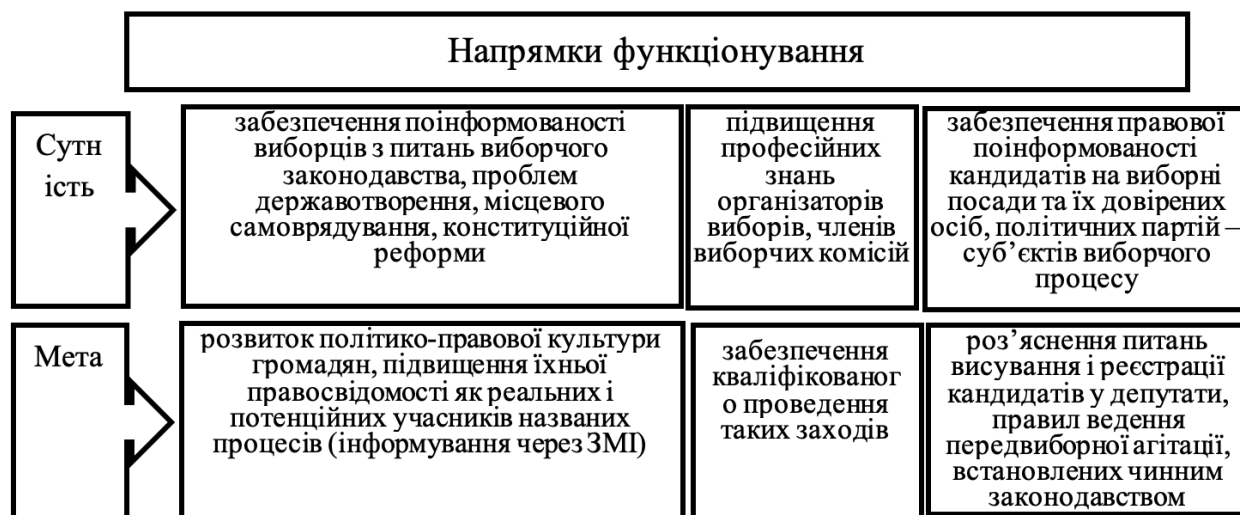 Напрямки функціонування
Сутн
ість
забезпечення поінформованості
виборців з питань виборчого
законодавства, проблем
державотворення, місцевого
самоврядування, конституційної
реформи
підвищення
професійних
знань
організаторів
виборів, членів
виборчих комісій
забезпечення правової
поінформованості
кандидатів на виборні
посади та їх довірених
осіб, політичних партій –
суб’єктів виборчого
процесу
Мета
розвиток політико-правової культури
громадян, підвищення їхньої
правосвідомості як реальних і
потенційних учасників названих
процесів (інформування через ЗМІ)
забезпечення
кваліфікованог
о проведення
таких заходів
роз’яснення питань
висування і реєстрації
кандидатів у депутати,
правил ведення
передвиборної агітації,
встановлених чинним
законодавством